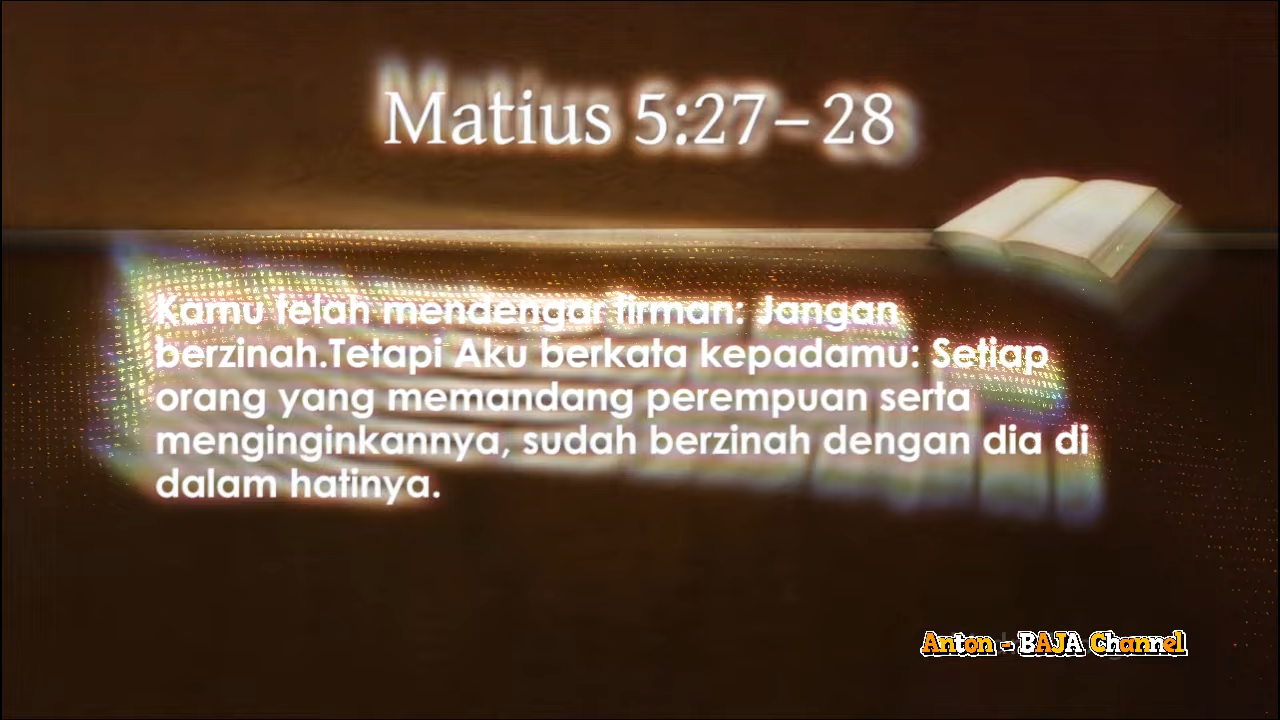 Matius 5:27–28
Kamu telah mendengar firman: Jangan
berzinah.Tetapi Aku berkata kepadamu: Setiap
orang yang memandang perempuan serta
menginginkannya, sudah berzinah dengan dia di
dalam hatinya.
Anton - BAJA Channel